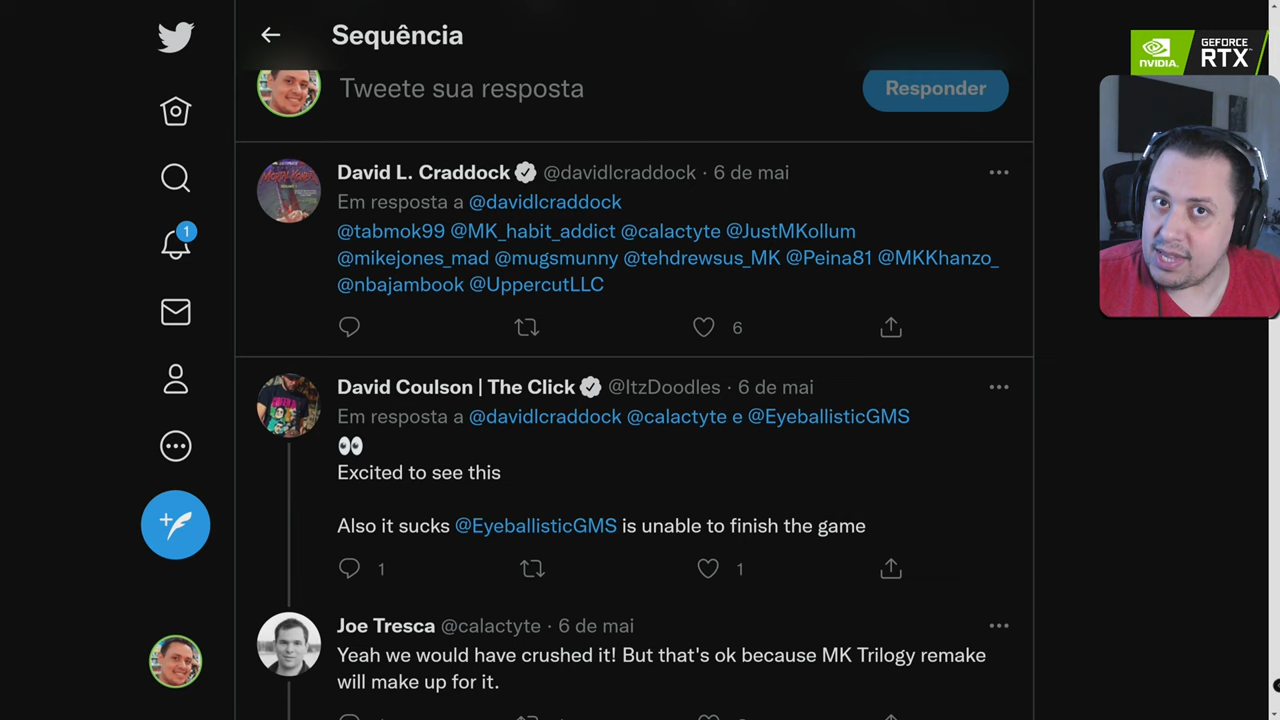 Sequência
NVIDIA.
GEFORCE
RTX
Tweete sua resposta
Responder
David L. Craddock @davidlcraddock · 6 de mai
Em resposta a @davidlcraddock
@tabmok99 @MK_habit_addict @calactyte @JustMKollum
@mikejones_mad @mugsmunny @tehdrewsus_MK @Peina81 @MKKhanzo_
@nbajambook @UppercutLLC
6
David Coulson | The Click @ItzDoodles · 6 de mai
Em resposta a @davidlcraddock @calactyte e @EyeballisticGMS
👀
Excited to see this
Also it sucks @EyeballisticGMS is unable to finish the game
1 1
Joe Tresca @calactyte · 6 de mai
Yeah we would have crushed it! But that's ok because MK Trilogy remake
will make up for it.
1